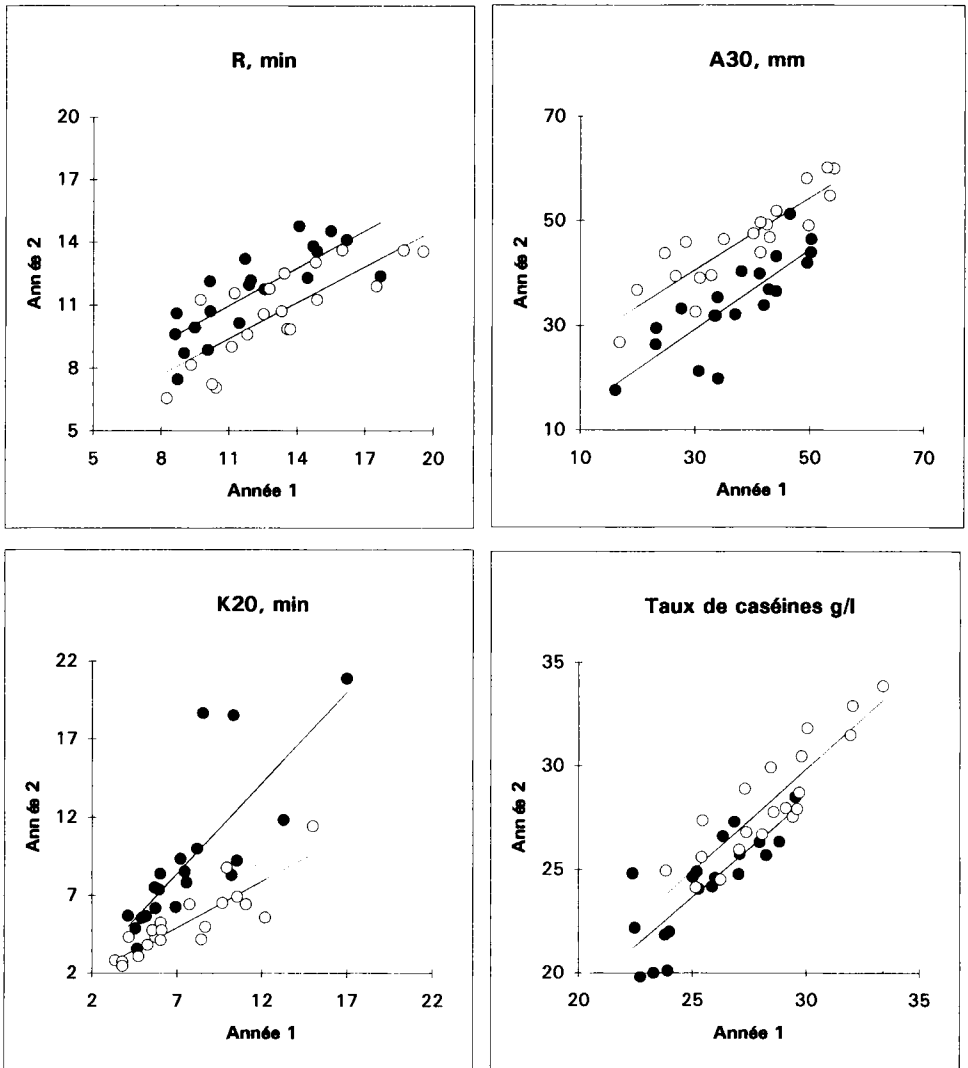 R, min
20
17
14
11
8
5
5 8 11 14 17 20
Année 2
Année 1
A30, mm
70
50
30
10
10 30 50 70
Année 2
Année 1
K20, min
22
17
12
7
2
2 7 12 17 22
Année 2
Année 1
Taux de caséines g/l
35
30
25
20
20 25 30 35
Année 2
Année 1